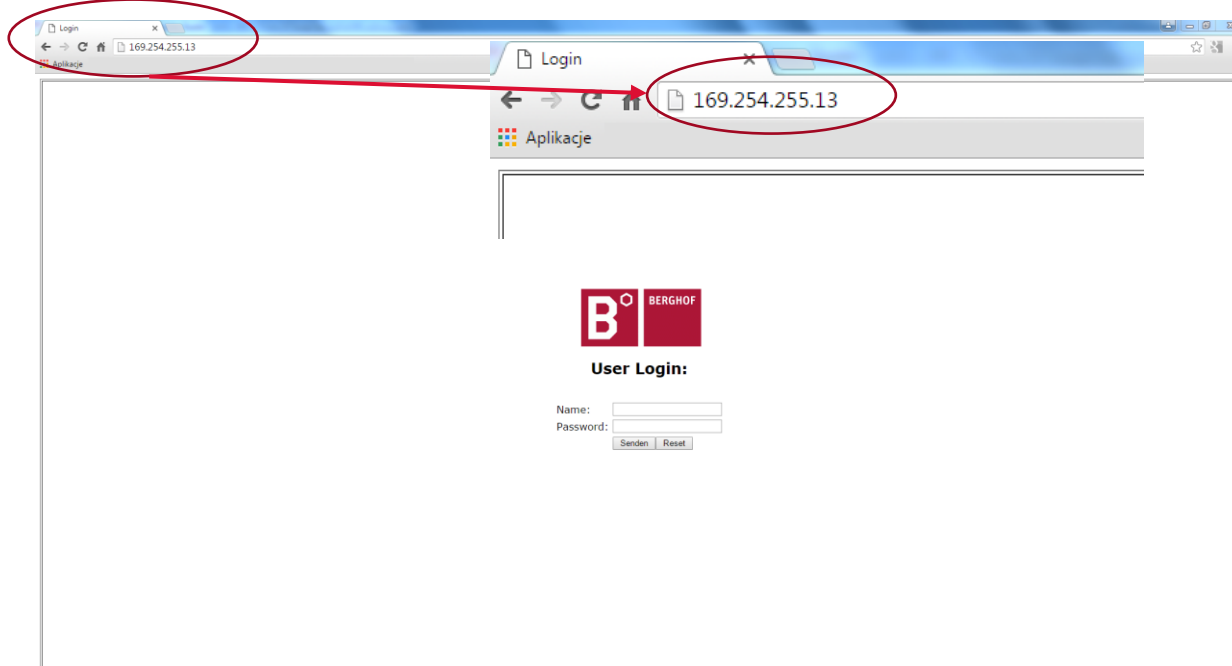 Login
169.254.255.13
Aplikacje
Login
169.254.255.13
Aplikacje
B BERGHOF
User Login:
Name:
Password:
Senden Reset